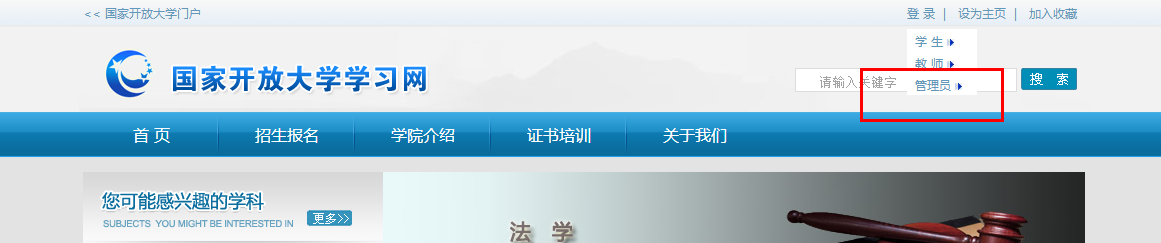 << 国家开放大学门户
登 录 | 设为主页 | 加入收藏
学 生
教 师
管理员
国家开放大学学习网
请输入关键字
搜 索
首 页 招生报名 学院介绍 证书培训 关于我们
您可能感兴趣的学科
SUBJECTS YOU MIGHT BE INTERESTED IN
更多>>
法 学